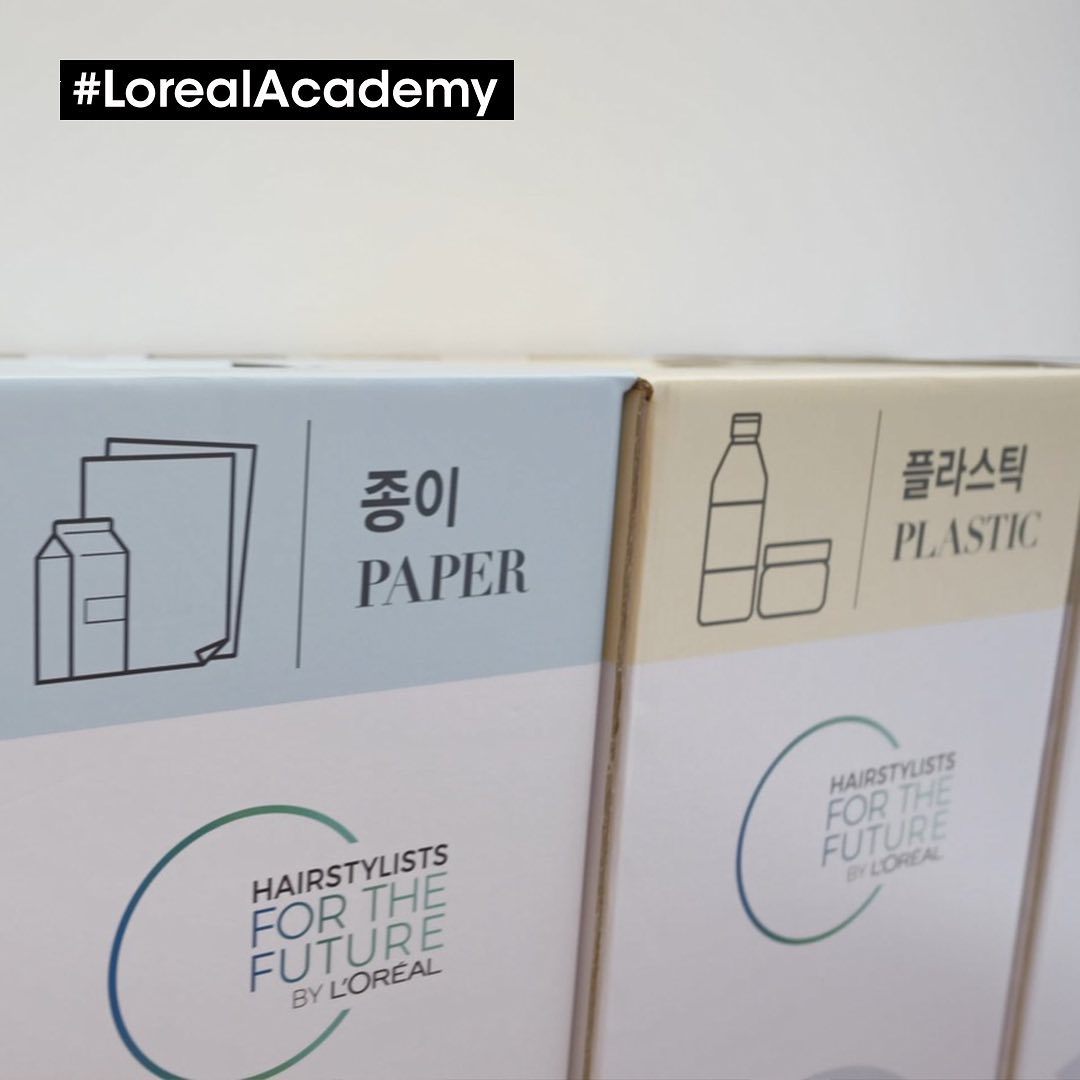 #LorealAcademy
종이
PAPER
플라스틱
PLASTIC
HAIRSTYLISTS
FOR THE
FUTURE
BY L'ORÉAL
HAIRSTYLISTS
FOR THE
FUTURE
BY L'ORÉAL